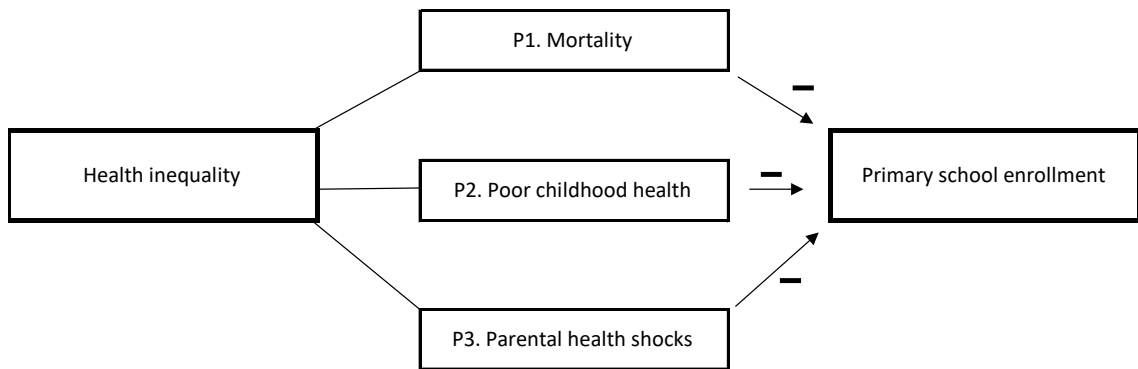 P1. Mortality
Health inequality
P2. Poor childhood health
Primary school enrollment
P3. Parental health shocks